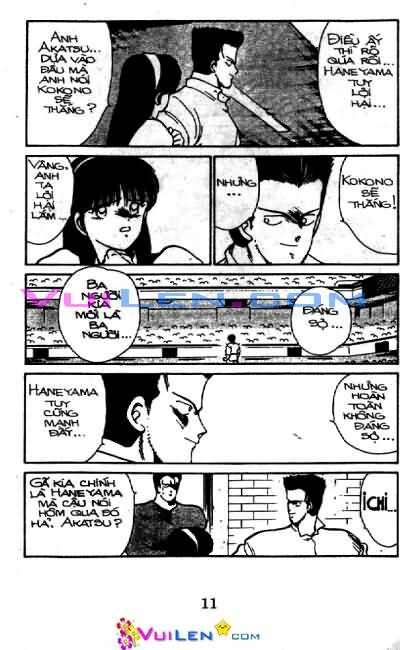 ANH
AKATSU...
DỰA VÀO
ĐÂU MÀ
ANH NÓI
KOKONO
SẼ
THẮNG?
ĐIỀU ẤY
THÌ RÕ
QUÁ RỒI...
HANEYAMA
TUY
LỢI
HẠI...
VÂNG,
ANH
TA
LỢI
HẠI
LẮM...
NHƯNG
...
KOKONO
SẼ
THẮNG!
BA
NGƯỜI
KIA
MỚI LÀ
BA
NGƯỜI...
ĐÁNG
SỢ...
VUILEN.COM
HANEYAMA
TUY
CŨNG
MẠNH
ĐẤY...
NHƯNG
HOÀN
TOÀN
KHÔNG
ĐÁNG
SỢ...
GÃ KIA CHÍNH
LÀ HANEYAMA
MÀ CẬU NÓI
HÔM QUA ĐÓ
HẢ, AKATSU?
ICHI...
11
VUILEN.COM